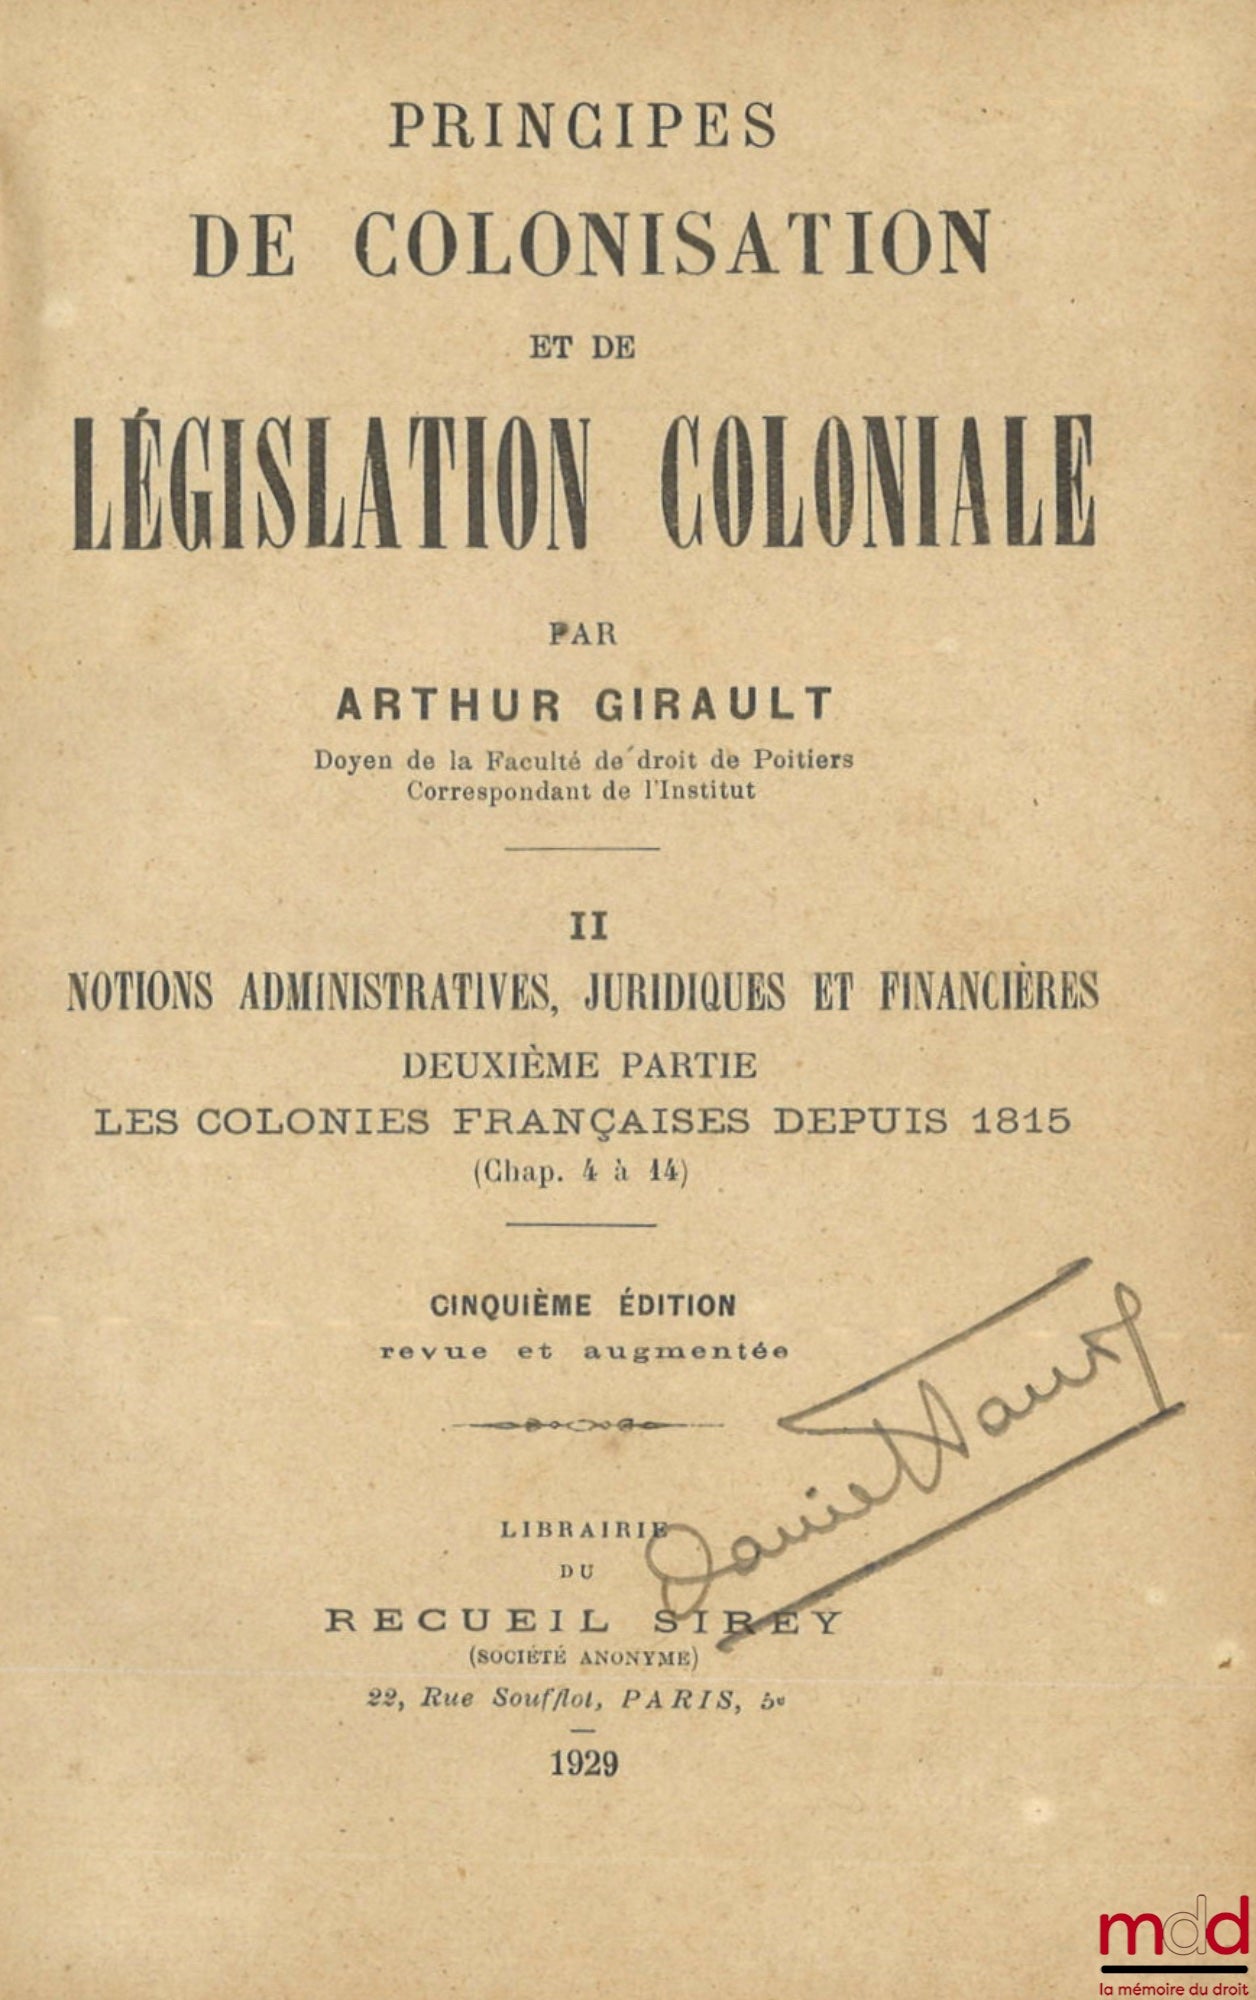 PRINCIPES
DE COLONISATION
ET DE
LÉGISLATION COLONIALE
PAR
ARTHUR GIRAULT
Doyen de la Faculté de droit de Poitiers
Correspondant de l'Institut
II
NOTIONS ADMINISTRATIVES, JURIDIQUES ET FINANCIÈRES
DEUXIÈME PARTIE
LES COLONIES FRANÇAISES DEPUIS 1815
(Chap. 4 à 14)
CINQUIÈME ÉDITION
revue et augmentée
Daniel
LIBRAIRIE
DU
RECUEIL SIREY
(SOCIÉTÉ ANONYME)
22, Rue Soufflot, PARIS, 5e
1929
mdd
la mémoire du droit